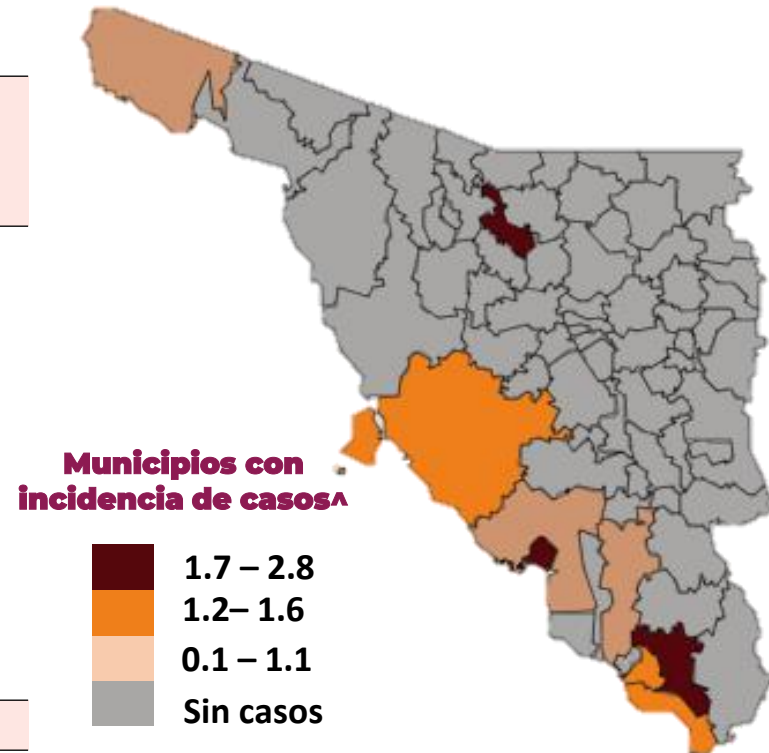 Municipios con
incidencia de casos^
1.7 – 2.8
1.2– 1.6
0.1 – 1.1
Sin casos